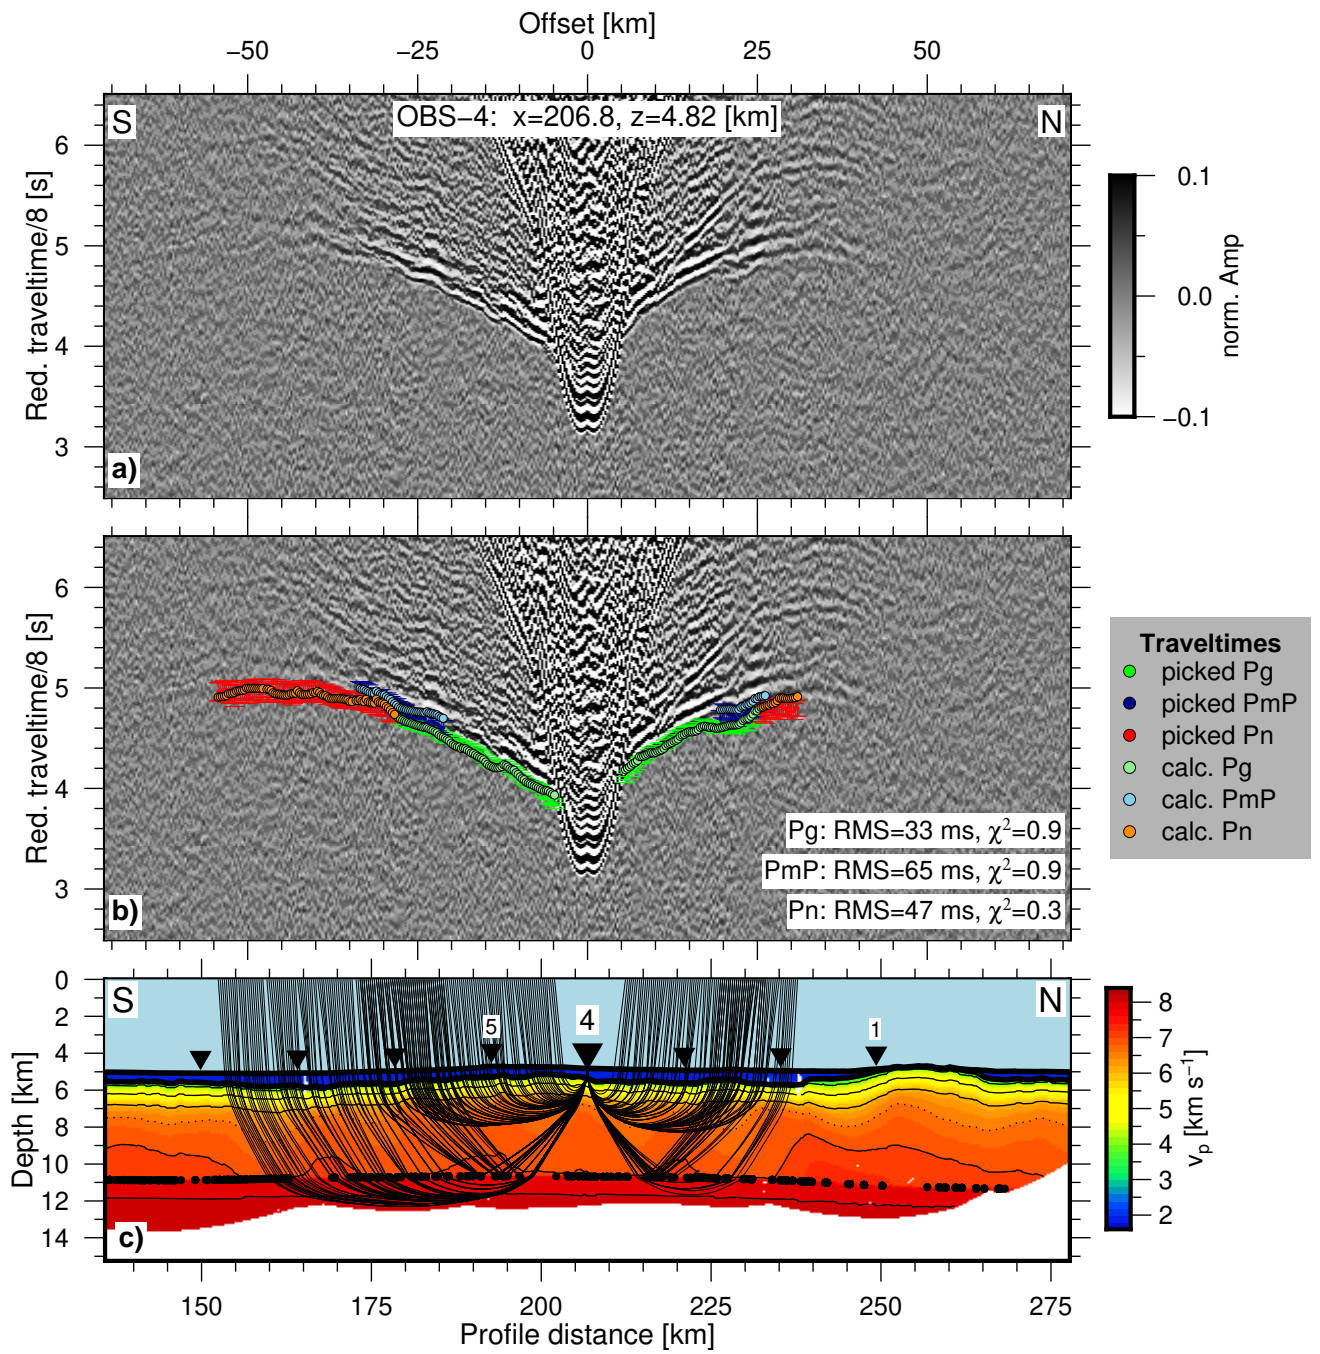 Offset [km]
−50 −25 0 25 50
S OBS−4: x=206.8, z=4.82 [km] N
Red. traveltime/8 [s]
6
5
4
3
a)
0.1
0.0
−0.1
norm. Amp
Red. traveltime/8 [s]
6
5
4
3
b)
Pg: RMS=33 ms, χ²=0.9
PmP: RMS=65 ms, χ²=0.9
Pn: RMS=47 ms, χ²=0.3
Traveltimes
picked Pg
picked PmP
picked Pn
calc. Pg
calc. PmP
calc. Pn
Depth [km]
0
2
4
6
8
10
12
14
S N
5 4 1
c)
8
7
6
5
4
3
2
vₚ [km s⁻¹]
150 175 200 225 250 275
Profile distance [km]